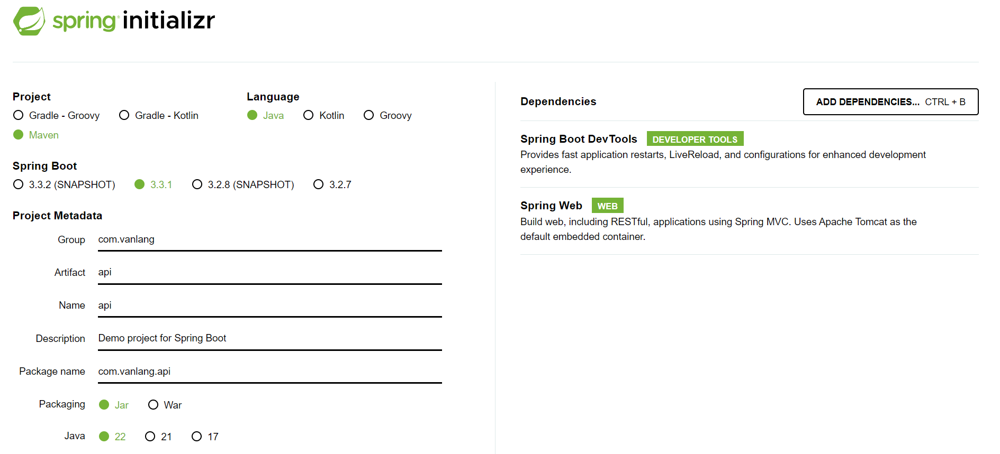 spring initializr
Project
Gradle - Groovy Gradle - Kotlin
Maven
Language
Java Kotlin Groovy
Spring Boot
3.3.2 (SNAPSHOT) 3.3.1 3.2.8 (SNAPSHOT) 3.2.7
Project Metadata
Group com.vanlang
Artifact api
Name api
Description Demo project for Spring Boot
Package name com.vanlang.api
Packaging Jar War
Java 22 21 17
Dependencies ADD DEPENDENCIES... CTRL + B
Spring Boot DevTools DEVELOPER TOOLS
Provides fast application restarts, LiveReload, and configurations for enhanced development
experience.
Spring Web WEB
Build web, including RESTful, applications using Spring MVC. Uses Apache Tomcat as the
default embedded container.